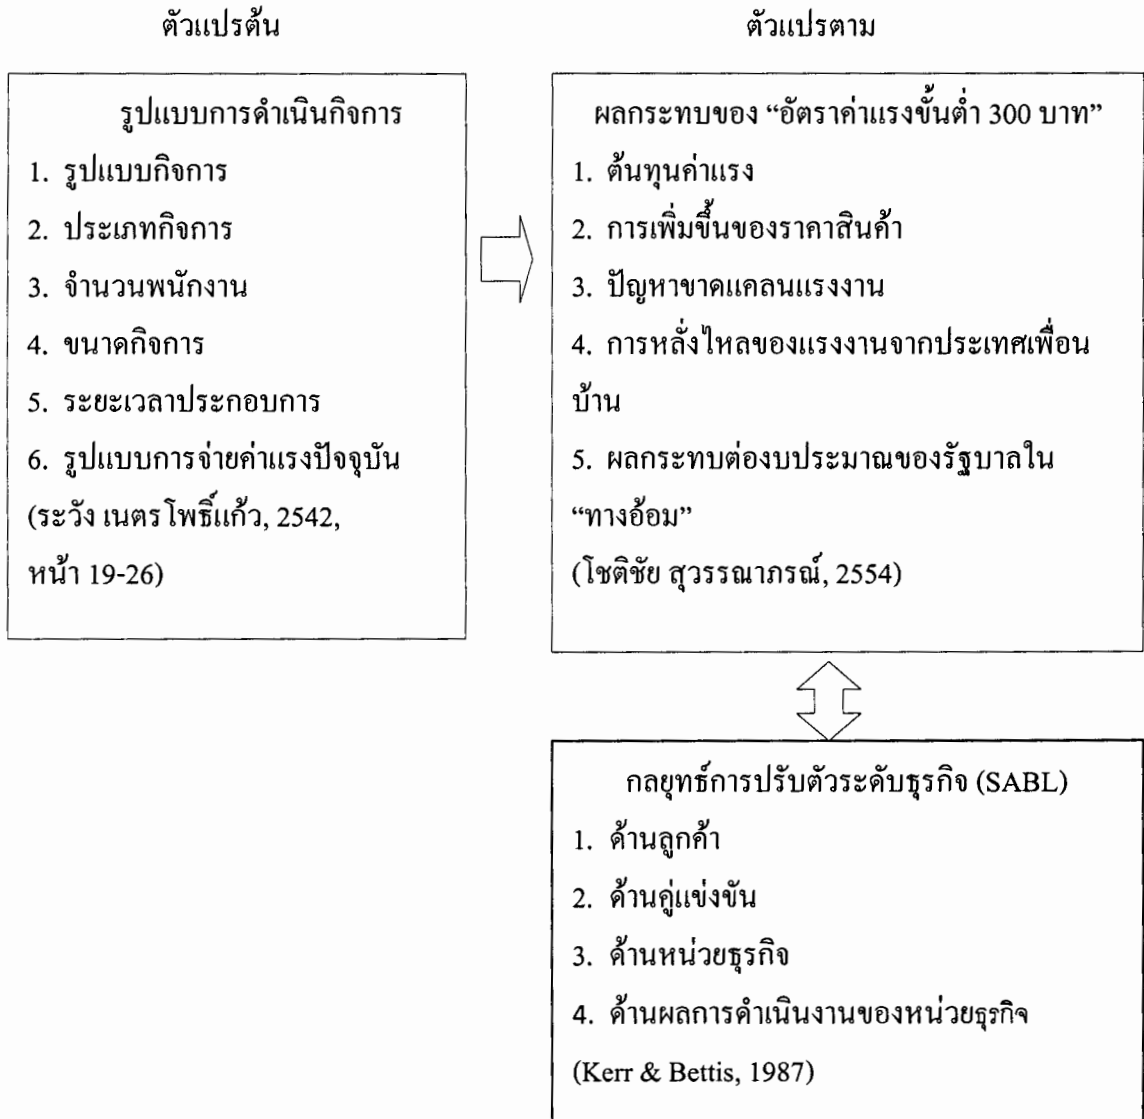 ตัวแปรต้น
ตัวแปรตาม
รูปแบบการดำเนินกิจการ
1. รูปแบบกิจการ
2. ประเภทกิจการ
3. จำนวนพนักงาน
4. ขนาดกิจการ
5. ระยะเวลาประกอบการ
6. รูปแบบการจ่ายค่าแรงปัจจุบัน
(ระวัง เนตรโพธิ์แก้ว, 2542,
หน้า 19-26)
ผลกระทบของ “อัตราค่าแรงขั้นต่ำ 300 บาท”
1. ต้นทุนค่าแรง
2. การเพิ่มขึ้นของราคาสินค้า
3. ปัญหาขาดแคลนแรงงาน
4. การหลั่งไหลของแรงงานจากประเทศเพื่อน
บ้าน
5. ผลกระทบต่องบประมาณของรัฐบาลใน
“ทางอ้อม”
(โชติชัย สุวรรณาภรณ์, 2554)
กลยุทธ์การปรับตัวระดับธุรกิจ (SABL)
1. ด้านลูกค้า
2. ด้านคู่แข่งขัน
3. ด้านหน่วยธุรกิจ
4. ด้านผลการดำเนินงานของหน่วยธุรกิจ
(Kerr & Bettis, 1987)